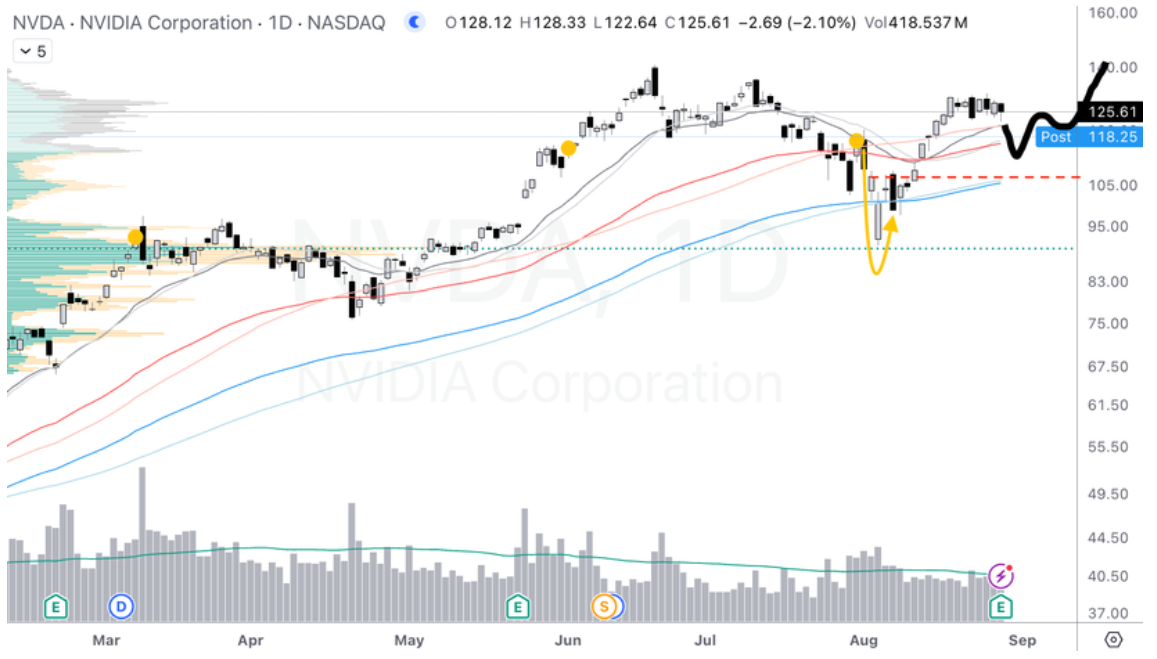 NVDA · NVIDIA Corporation · 1D · NASDAQ O128.12 H128.33 L122.64 C125.61 −2.69 (−2.10%) Vol418.537M
5
160.00
140.00
125.61
Post 118.25
105.00
95.00
83.00
75.00
67.50
61.50
55.50
49.50
44.50
40.50
37.00
NVDA, 1D
NVIDIA Corporation
E D E S E
Mar Apr May Jun Jul Aug Sep